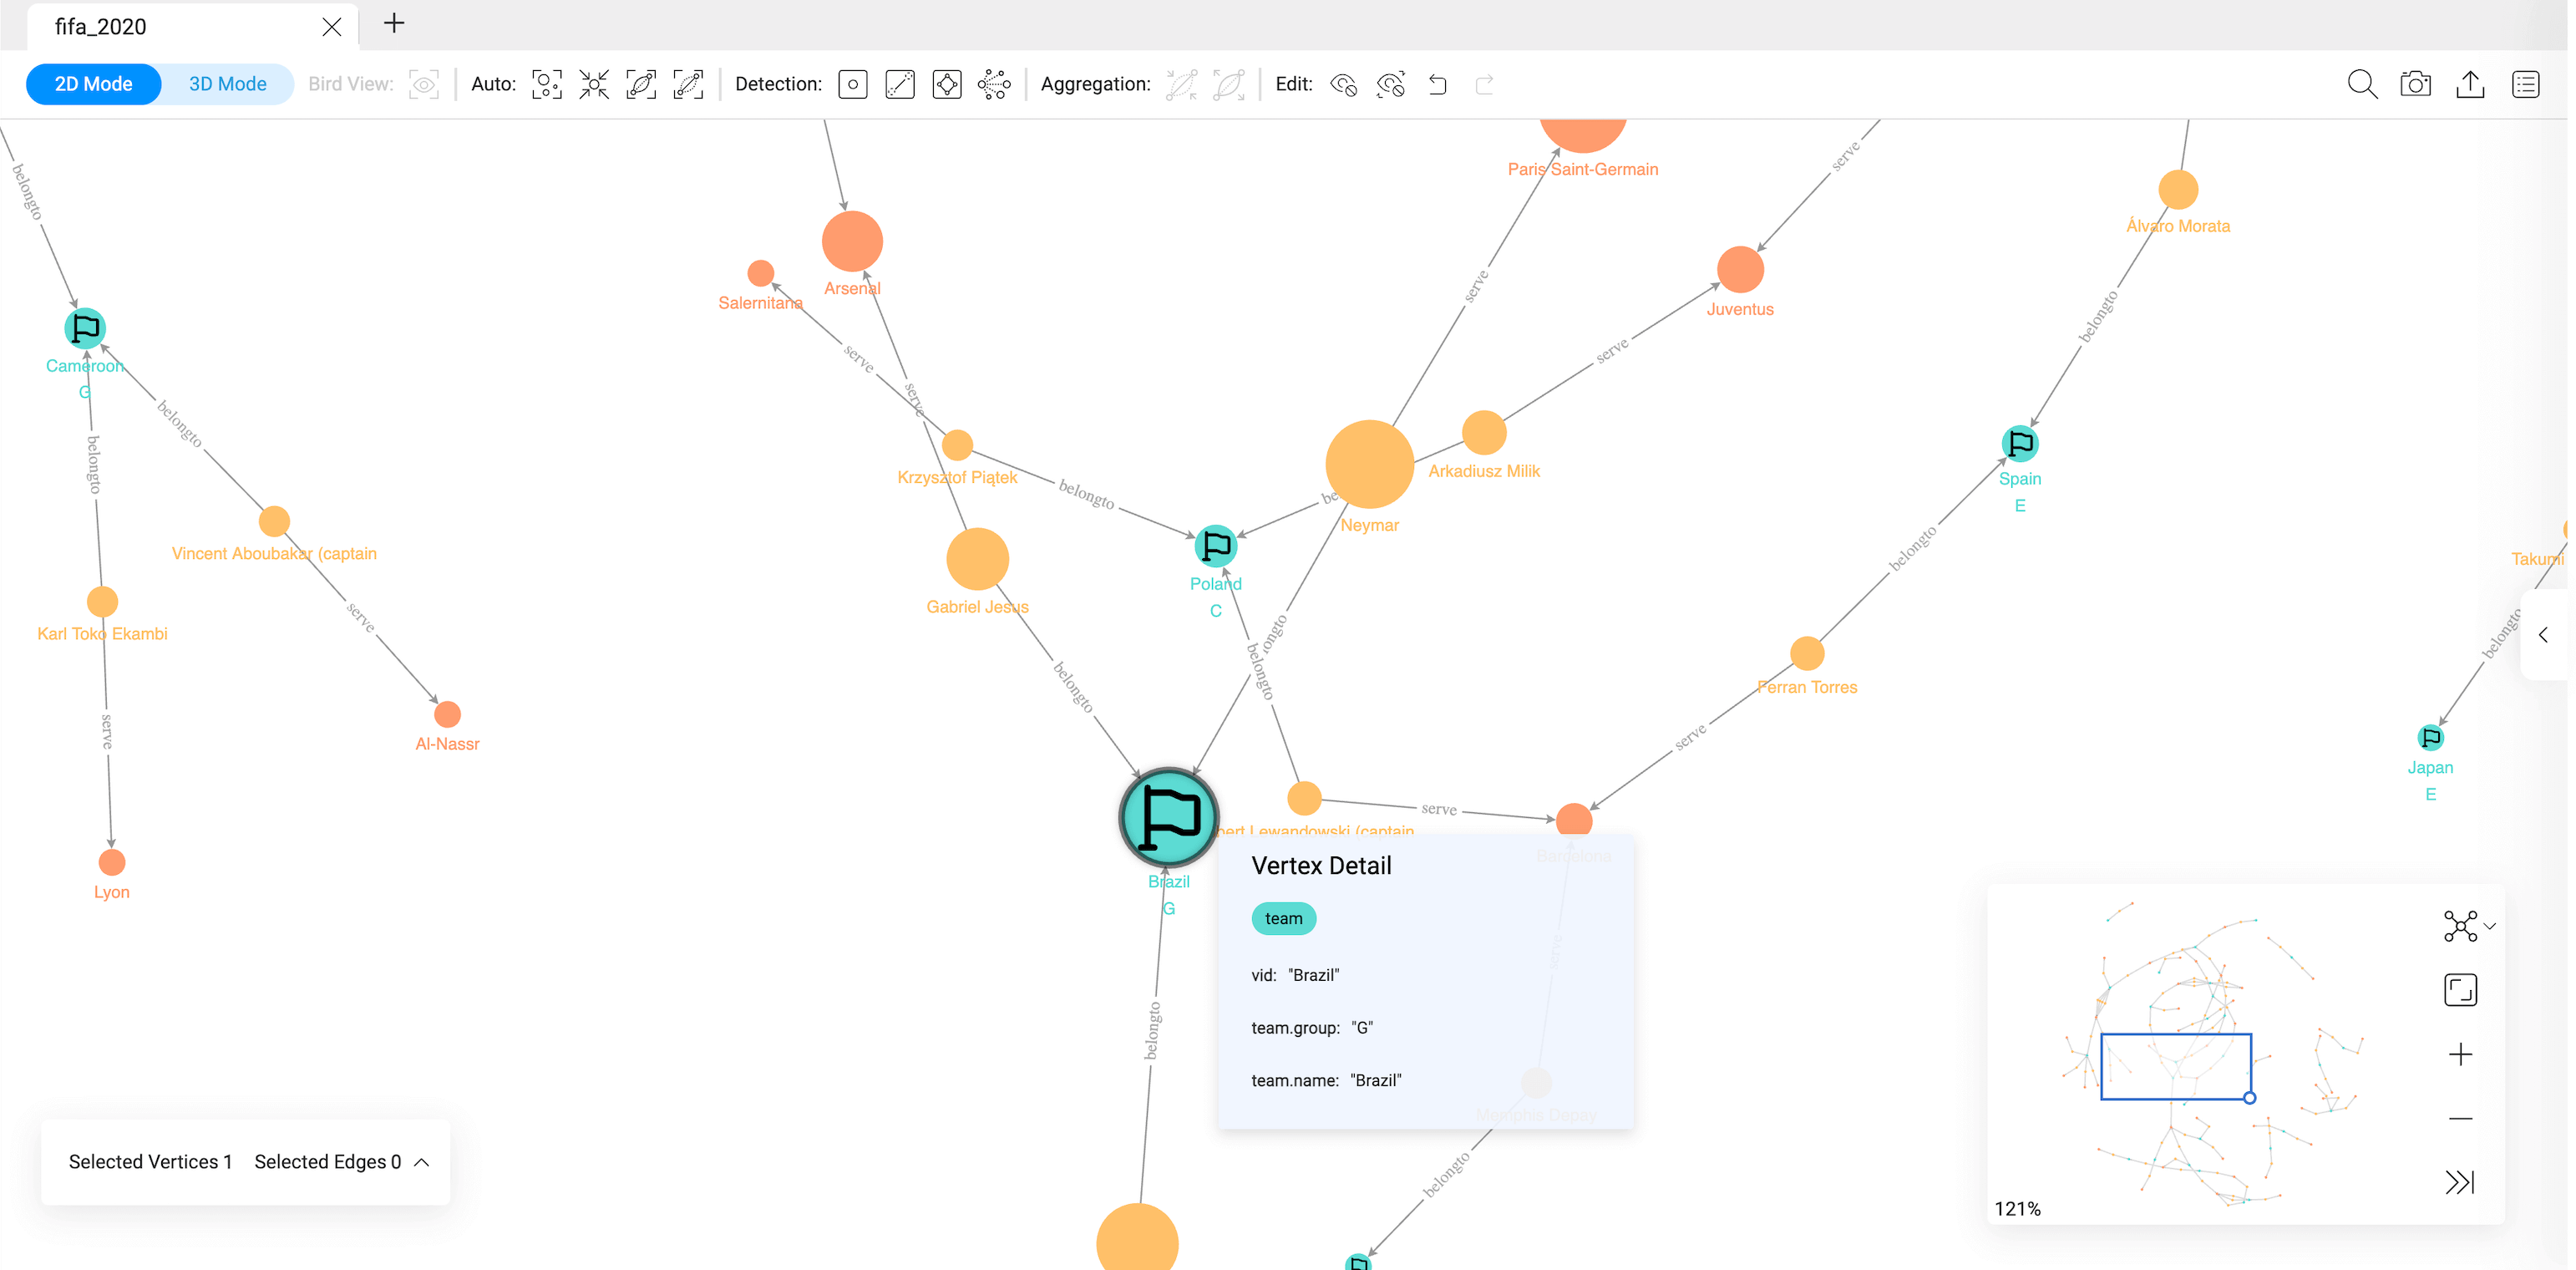 fifa_2020
2D Mode
3D Mode
Bird View:
Auto:
Detection:
Aggregation:
Edit:
belongto
Paris Saint-Germain
serve
Álvaro Morata
Arsenal
Salernitana
Juventus
serve
serve
serve
serve
belongto
Cameroon
G
belongto
belongto
Krzysztof Piątek
belongto
Arkadiusz Milik
Neymar
Spain
E
Vincent Aboubakar (captain
Poland
C
belongto
Takumi
Gabriel Jesus
Karl Toko Ekambi
serve
belongto
belongto
belongto
Ferran Torres
serve
Al-Nassr
serve
Japan
E
serve
Lewandowski (captain
Barcelona
Brazil
G
Lyon
Vertex Detail
team
vid: "Brazil"
team.group: "G"
team.name: "Brazil"
serve
belongto
Memphis Depay
belongto
Selected Vertices 1
Selected Edges 0
121%